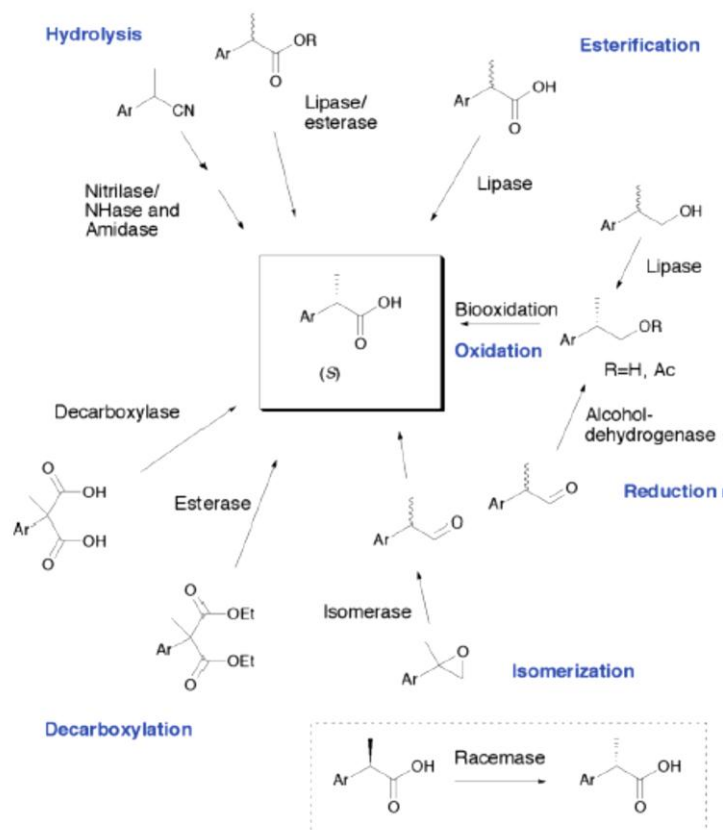 Hydrolysis
Ar
OR
O
Esterification
Ar
CN
Lipase/
esterase
Ar
OH
O
Nitrilase/
NHase and
Amidase
Lipase
Ar
OH
Lipase
Ar
OH
O
(S)
Biooxidation
Oxidation
Ar
OR
R=H, Ac
Decarboxylase
Alcohol-
dehydrogenase
O
OH
Ar
OH
O
Esterase
Ar
O
Ar
O
Reduction
O
OEt
Ar
OEt
O
Isomerase
Ar
O
Isomerization
Decarboxylation
Ar
OH
O
Racemase
Ar
OH
O